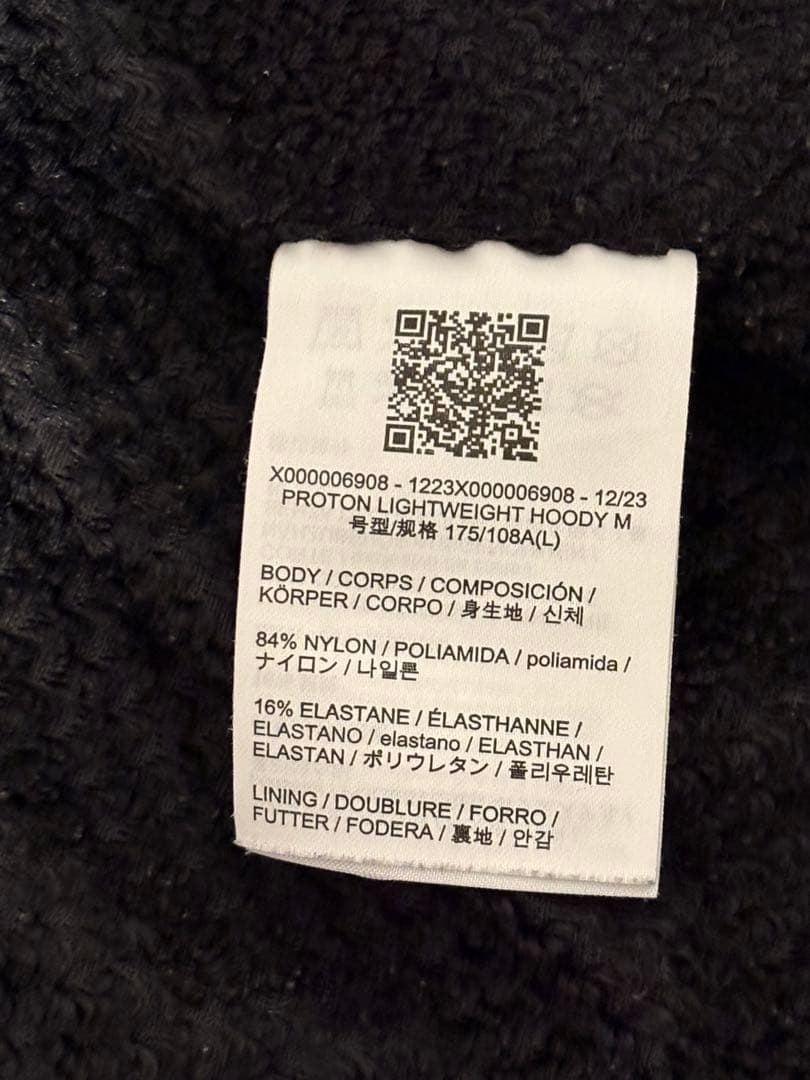 X000006908 - 1223X000006908 - 12/23
PROTON LIGHTWEIGHT HOODY M
号型/规格 175/108A(L)
BODY / CORPS / COMPOSICIÓN /
KÖRPER / CORPO / 身生地 / 신체
84% NYLON / POLIAMIDA / poliamida /
ナイロン / 나일론
16% ELASTANE / ÉLASTHANNE /
ELASTANO / elastano / ELASTHAN /
ELASTAN / ポリウレタン / 폴리우레탄
LINING / DOUBLURE / FORRO /
FUTTER / FODERA / 裏地 / 안감